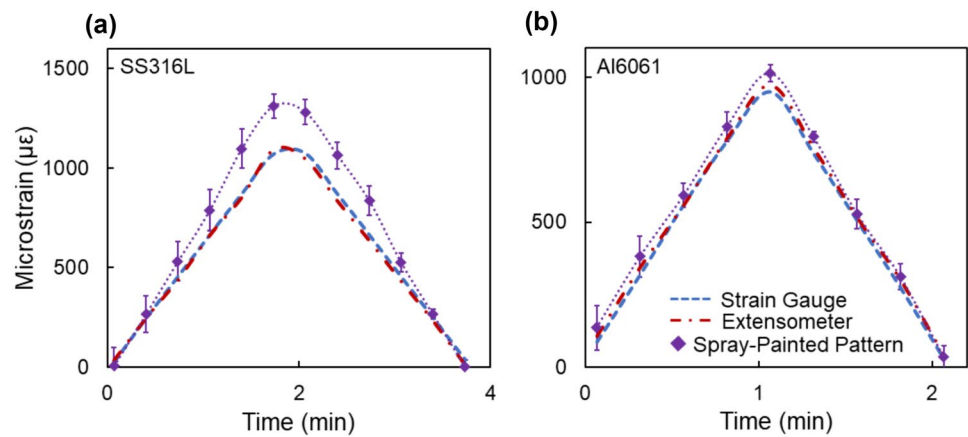 (a)
SS316L
1500
1000
500
0
0
2
4
Microstrain (με)
Time (min)
(b)
Al6061
1000
500
0
0
1
2
Time (min)
Strain Gauge
Extensometer
Spray-Painted Pattern